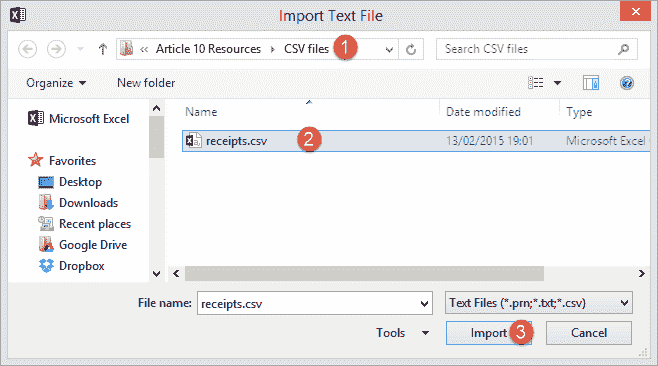 Import Text File
« Article 10 Resources CSV files 1 Search CSV files
Organize New folder
Microsoft Excel
Favorites
Desktop
Downloads
Recent places
Google Drive
Dropbox
Name Date modified Type
receipts.csv 2 13/02/2015 19:01 Microsoft Excel
File name: receipts.csv Text Files (*.prn;*.txt;*.csv)
Tools Import 3 Cancel